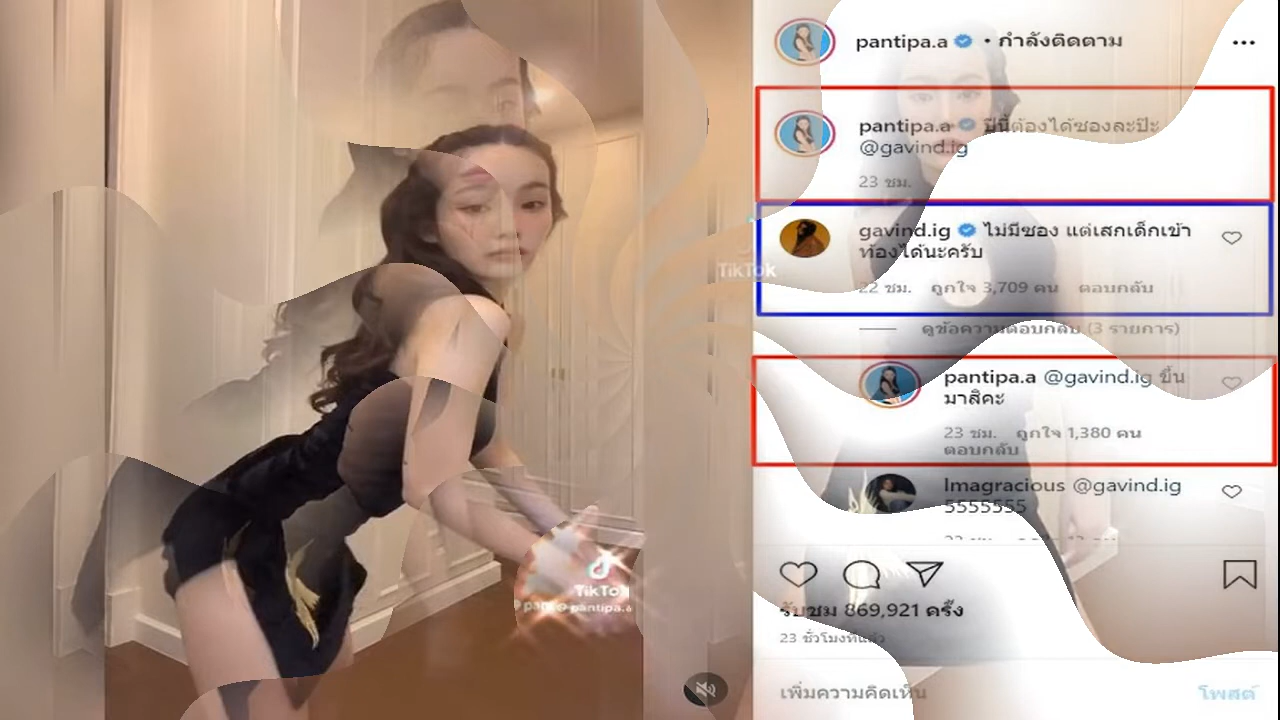 pantipa.a • กำลังติดตาม
pantipa.a ปีนี้ต้องได้ซองละป๊ะ
@gavind.ig
23 ชม.
gavind.ig ไม่มีซอง แต่เสกเด็กเข้า
ท้องได้นะครับ
22 ชม. ถูกใจ 3,709 คน ตอบกลับ
ดูข้อความตอบกลับ (3 รายการ)
pantipa.a @gavind.ig ขึ้น
มาสิคะ
23 ชม. ถูกใจ 1,380 คน
ตอบกลับ
lmagracious @gavind.ig
5555555
รับชม 869,921 ครั้ง
23 ชั่วโมงที่แล้ว
เพิ่มความคิดเห็น โพสต์
TikTok
TikTok
pantipa.a